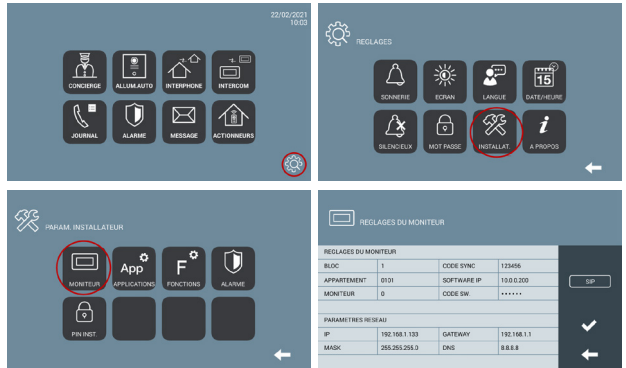 22/02/2021
10:03
CONCIERGE ALLUM.AUTO INTERPHONE INTERCOM
JOURNAL ALARME MESSAGE ACTIONNEURS
REGLAGES
15
SONNERIE ECRAN LANGUE DATE/HEURE
i
SILENCIEUX MOT PASSE INSTALLAT. A PROPOS
PARAM. INSTALLATEUR
App F
MONITEUR APPLICATIONS FONCTIONS ALARME
PIN INST.
REGLAGES DU MONITEUR
REGLAGES DU MONITEUR
BLOC 1 CODE SYNC 123456
APPARTEMENT 0101 SOFTWARE IP 10.0.0.200 SIP
MONITEUR 0 CODE SW. ••••••
PARAMETRES RESEAU
IP 192.168.1.133 GATEWAY 192.168.1.1
MASK 255.255.255.0 DNS 8.8.8.8